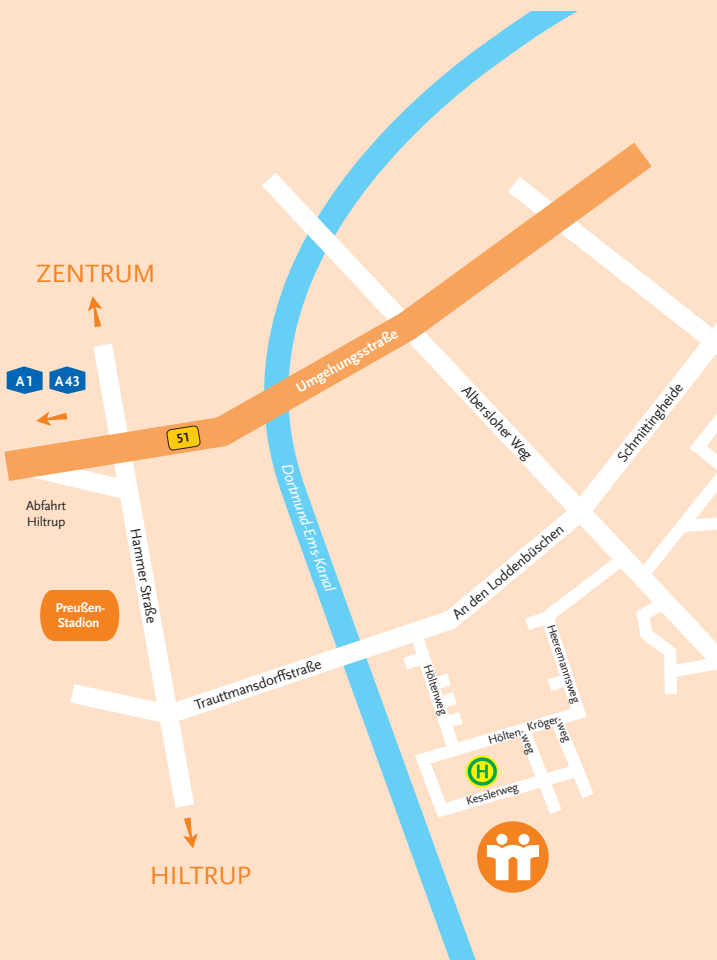 ZENTRUM
A1 A43
51
Umgehungsstraße
Albersloher Weg
Schmittingheide
Abfahrt
Hiltrup
Dortmund-Ems-Kanal
Hammer Straße
Preußen-
Stadion
An den Loddenbüschen
Trauttmansdorffstraße
Heeremannsweg
Höltenweg
Hölten-
weg
Kröger-
weg
H
Kesslerweg
HILTRUP